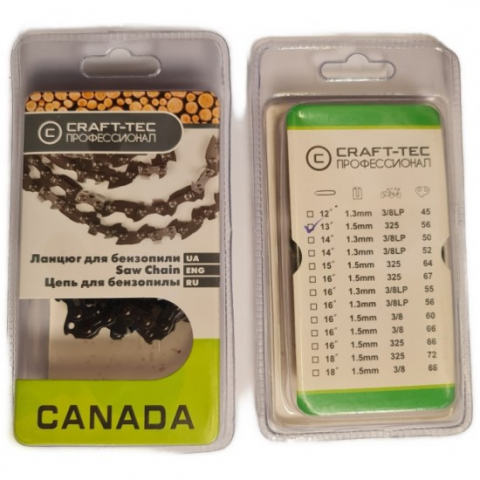 CRAFT-TEC
ПРОФЕССИОНАЛ
Ланцюг для бензопили UA
Saw Chain ENG
Цепь для бензопилы RU
CANADA
CRAFT-TEC
ПРОФЕССИОНАЛ
12" 1.3mm 3/8LP 45
13" 1.5mm 325 56
14" 1.3mm 3/8LP 50
14" 1.3mm 3/8LP 52
15" 1.5mm 325 64
16" 1.5mm 325 67
16" 1.3mm 3/8LP 55
16" 1.3mm 3/8LP 56
16" 1.5mm 3/8 60
16" 1.5mm 3/8 66
16" 1.5mm 325 66
18" 1.5mm 325 72
18" 1.5mm 3/8 68